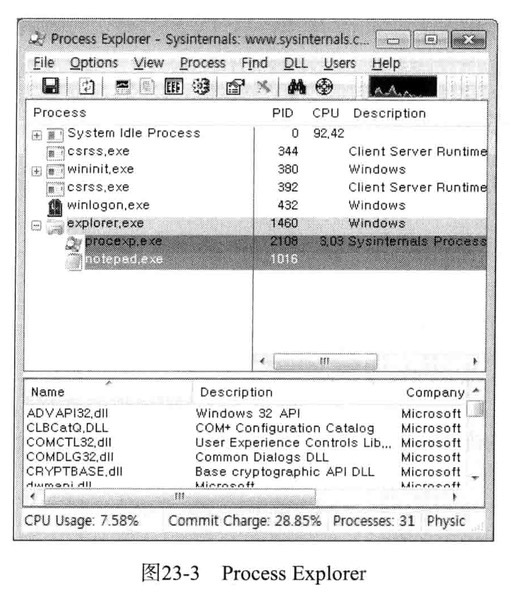 Process Explorer - Sysinternals: www.sysinternals.c...
File Options View Process Find DLL Users Help
Process PID CPU Description
System Idle Process 0 92,42
csrss,exe 344 Client Server Runtime
wininit,exe 380 Windows
csrss,exe 392 Client Server Runtime
winlogon,exe 432 Windows
explorer,exe 1460 Windows
procexp,exe 2108 3,03 Sysinternals Process
notepad,exe 1016
Name Description Company
ADVAPI32,dll Windows 32 API Microsoft
CLBCatQ,DLL COM+ Configuration Catalog Microsoft
COMCTL32,dll User Experience Controls Lib,,, Microsoft
COMDLG32,dll Common Dialogs DLL Microsoft
CRYPTBASE,dll Base cryptographic API DLL Microsoft
dwmapi,dll Microsoft Microsoft
CPU Usage: 7.58% Commit Charge: 28.85% Processes: 31 Physic
图23-3 Process Explorer